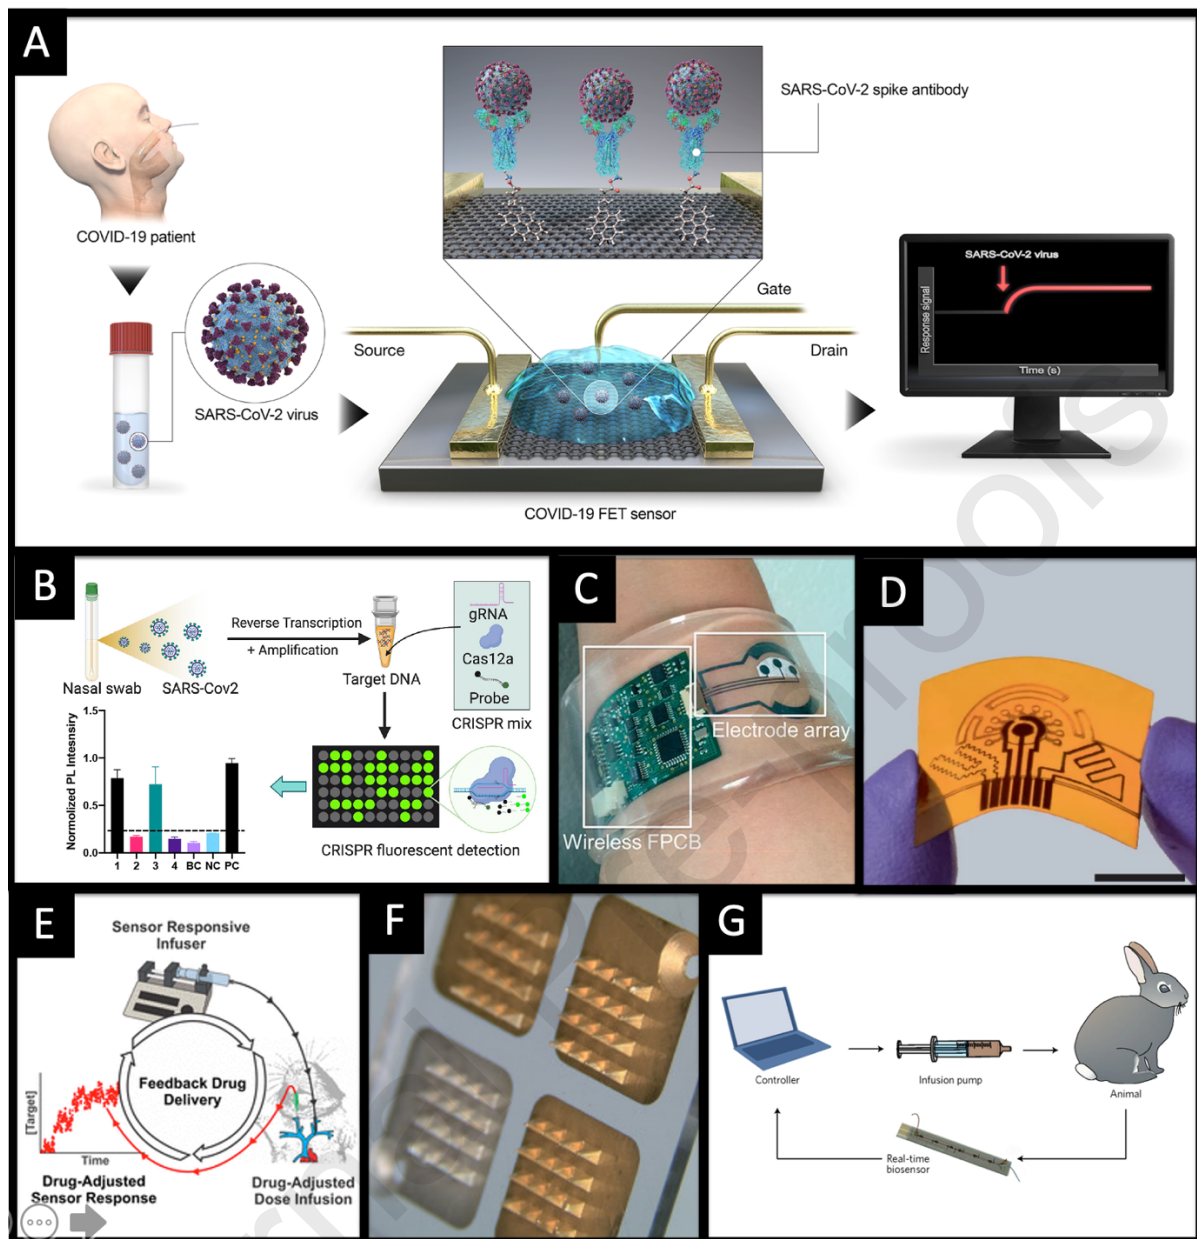 A
SARS-CoV-2 spike antibody
COVID-19 patient
SARS-CoV-2 virus
Source
Gate
Drain
COVID-19 FET sensor
SARS-CoV-2 virus
Response signal
Time (s)
B
Nasal swab
SARS-Cov2
Reverse Transcription
+ Amplification
Target DNA
gRNA
Cas12a
Probe
CRISPR mix
Normolized PL Intesnsiry
1.5
1.0
0.5
0.0
1 2 3 4 BC NC PC
CRISPR fluorescent detection
C
Electrode array
Wireless FPCB
D
E
Sensor Responsive
Infuser
Feedback Drug
Delivery
[Target]
Time
Drug-Adjusted
Sensor Response
Drug-Adjusted
Dose Infusion
F
G
Controller
Infusion pump
Animal
Real-time
biosensor